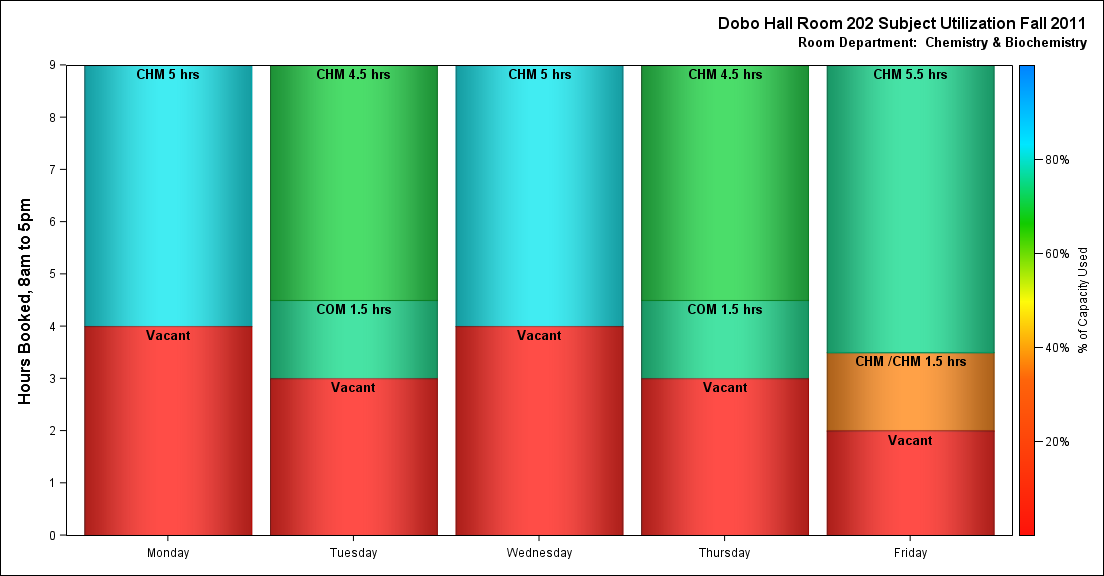 Dobo Hall Room 202 Subject Utilization Fall 2011
Room Department:  Chemistry & Biochemistry
Hours Booked, 8am to 5pm
9
8
7
6
5
4
3
2
1
0
CHM 5 hrs
Vacant
CHM 4.5 hrs
COM 1.5 hrs
Vacant
CHM 5 hrs
Vacant
CHM 4.5 hrs
COM 1.5 hrs
Vacant
CHM 5.5 hrs
CHM /CHM 1.5 hrs
Vacant
Monday
Tuesday
Wednesday
Thursday
Friday
80%
60%
40%
20%
% of Capacity Used